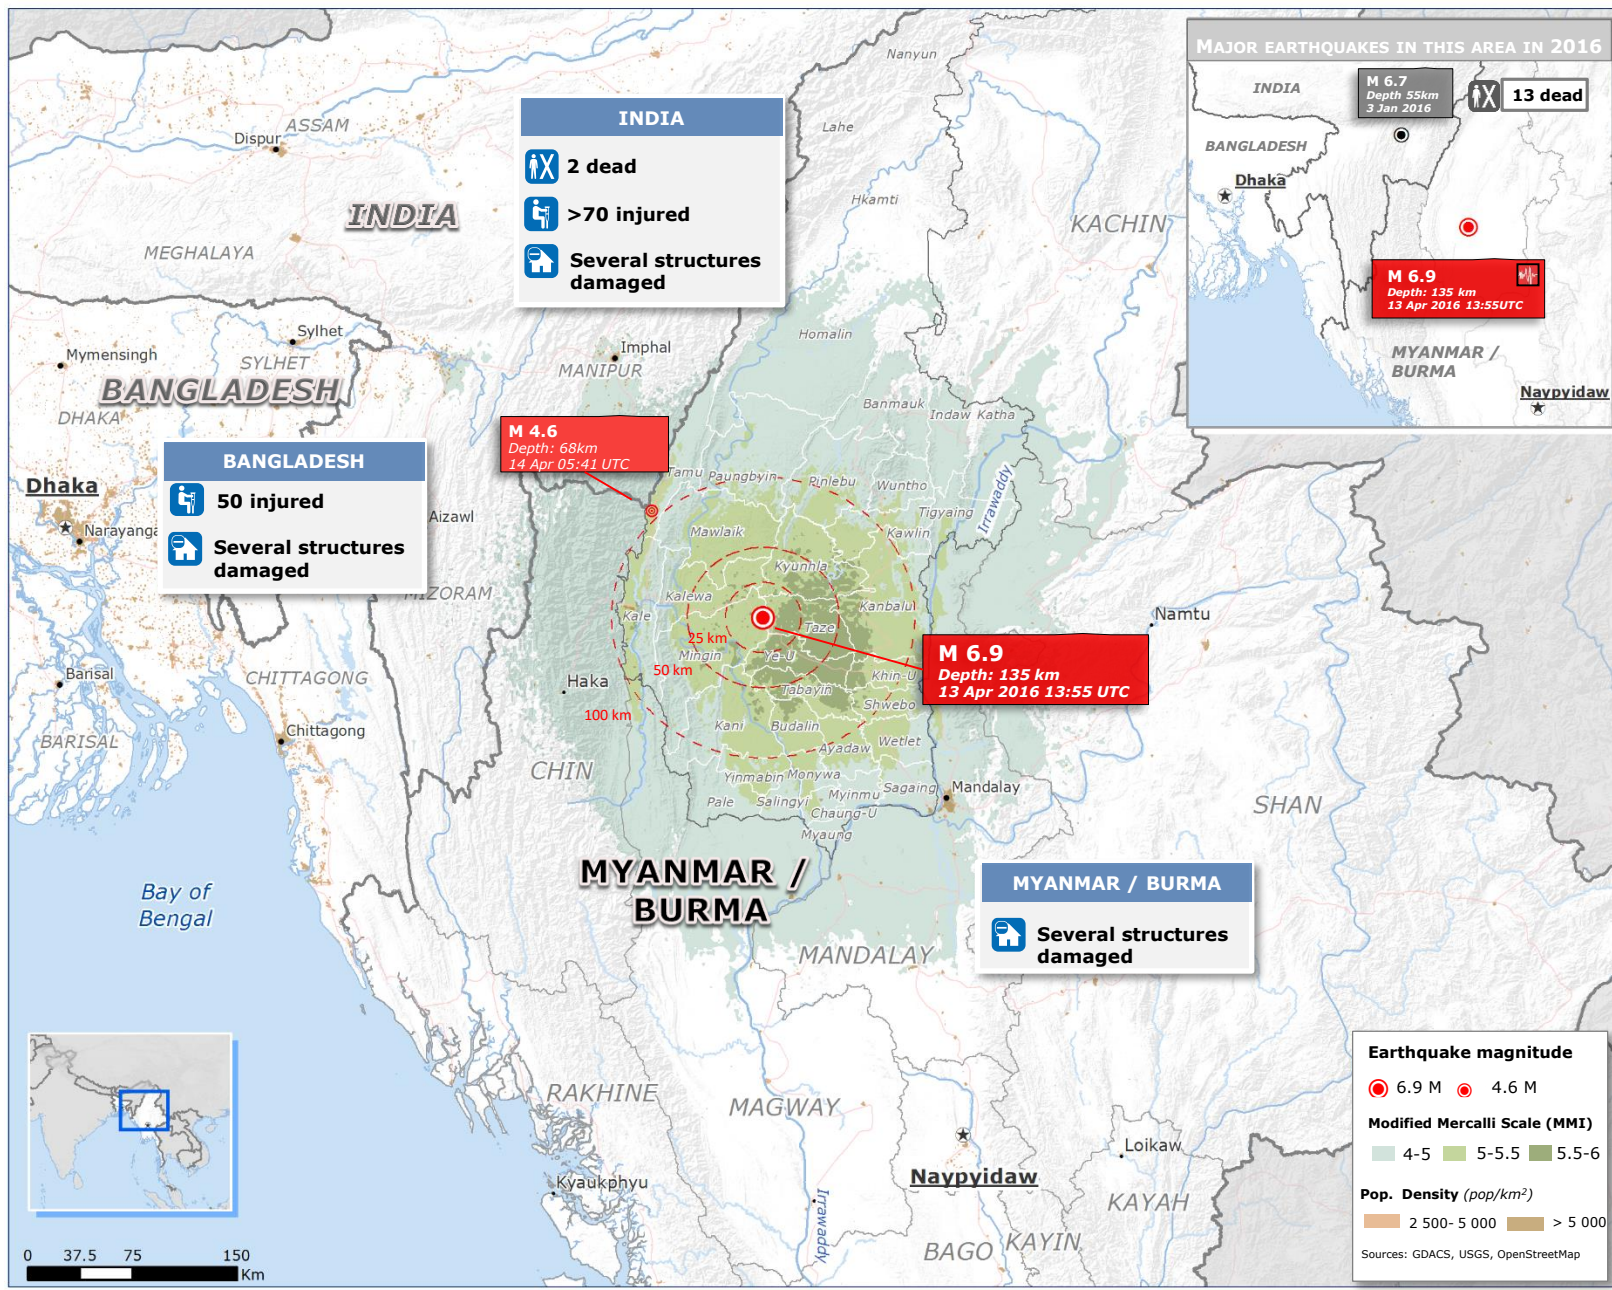 MAJOR EARTHQUAKES IN THIS AREA IN 2016
M 6.7
Depth 55km
3 Jan 2016
13 dead
INDIA
BANGLADESH
Dhaka
M 6.9
Depth: 135 km
13 Apr 2016 13:55UTC
MYANMAR /
BURMA
Naypyidaw
Nanyun
INDIA
2 dead
>70 injured
Several structures
damaged
ASSAM
Dispur
Lahe
INDIA
Hkamti
KACHIN
MEGHALAYA
Homalin
Sylhet
Mymensingh
SYLHET
Imphal
MANIPUR
BANGLADESH
DHAKA
Banmauk
Indaw Katha
M 4.6
Depth: 68km
14 Apr 05:41 UTC
BANGLADESH
50 injured
Several structures
damaged
Dhaka
Narayanga
Tamu
Paungbyin
Pinlebu
Wuntho
Irrawaddy
Tigyaing
Aizawl
Mawlaik
Kawlin
Kyunhla
MIZORAM
Kalewa
Kanbalu
Kale
Taze
Namtu
25 km
Mingin
Ye-U
50 km
Khin-U
M 6.9
Depth: 135 km
13 Apr 2016 13:55 UTC
Barisal
CHITTAGONG
Haka
Tabayin
Shwebo
100 km
Kani
Budalin
Chittagong
BARISAL
Ayadaw
Wetlet
CHIN
Yinmabin
Monywa
Sagaing
Mandalay
Pale
Salingyi
Myinmu
SHAN
Chaung-U
Myaung
MYANMAR /
BURMA
MYANMAR / BURMA
Several structures
damaged
Bay of
Bengal
MANDALAY
RAKHINE
MAGWAY
Loikaw
Naypyidaw
Kyaukphyu
Irrawaddy
KAYAH
BAGO
KAYIN
0 37.5 75 150
Km
Earthquake magnitude
6.9 M 4.6 M
Modified Mercalli Scale (MMI)
4-5 5-5.5 5.5-6
Pop. Density (pop/km²)
2 500- 5 000 > 5 000
Sources: GDACS, USGS, OpenStreetMap